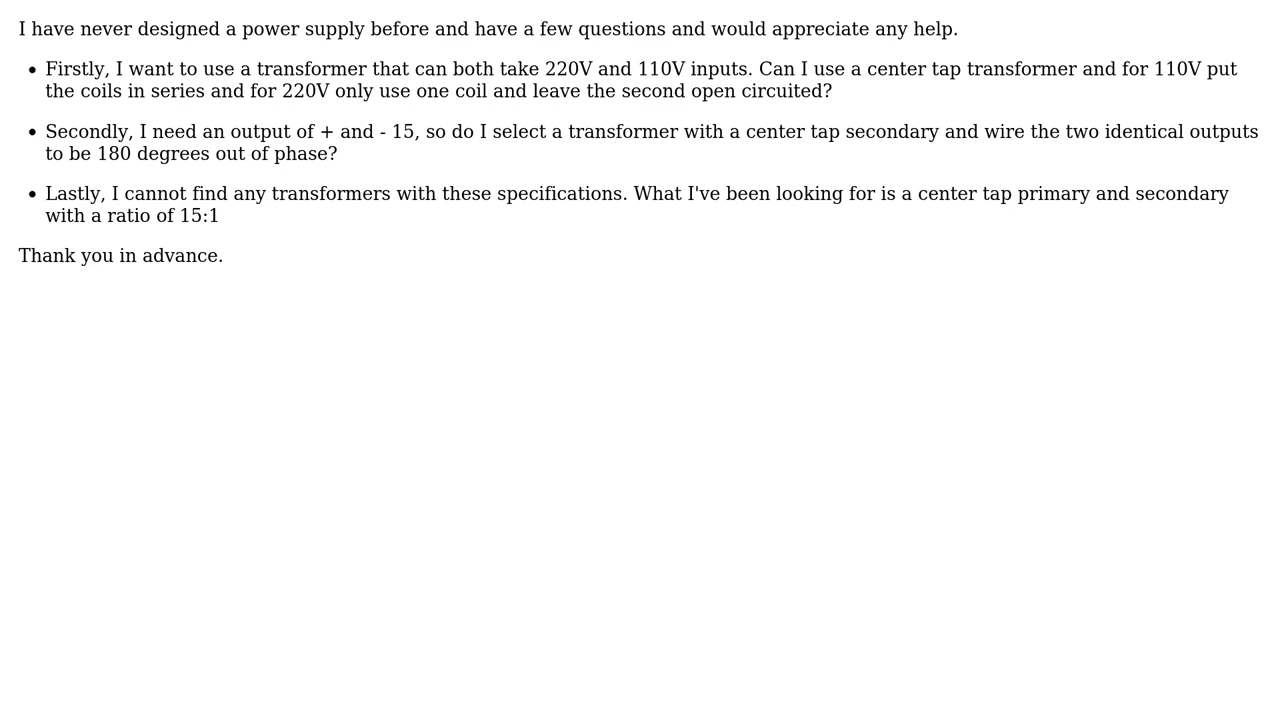 I have never designed a power supply before and have a few questions and would appreciate any help.
• Firstly, I want to use a transformer that can both take 220V and 110V inputs. Can I use a center tap transformer and for 110V put
the coils in series and for 220V only use one coil and leave the second open circuited?
• Secondly, I need an output of + and - 15, so do I select a transformer with a center tap secondary and wire the two identical outputs
to be 180 degrees out of phase?
• Lastly, I cannot find any transformers with these specifications. What I've been looking for is a center tap primary and secondary
with a ratio of 15:1
Thank you in advance.